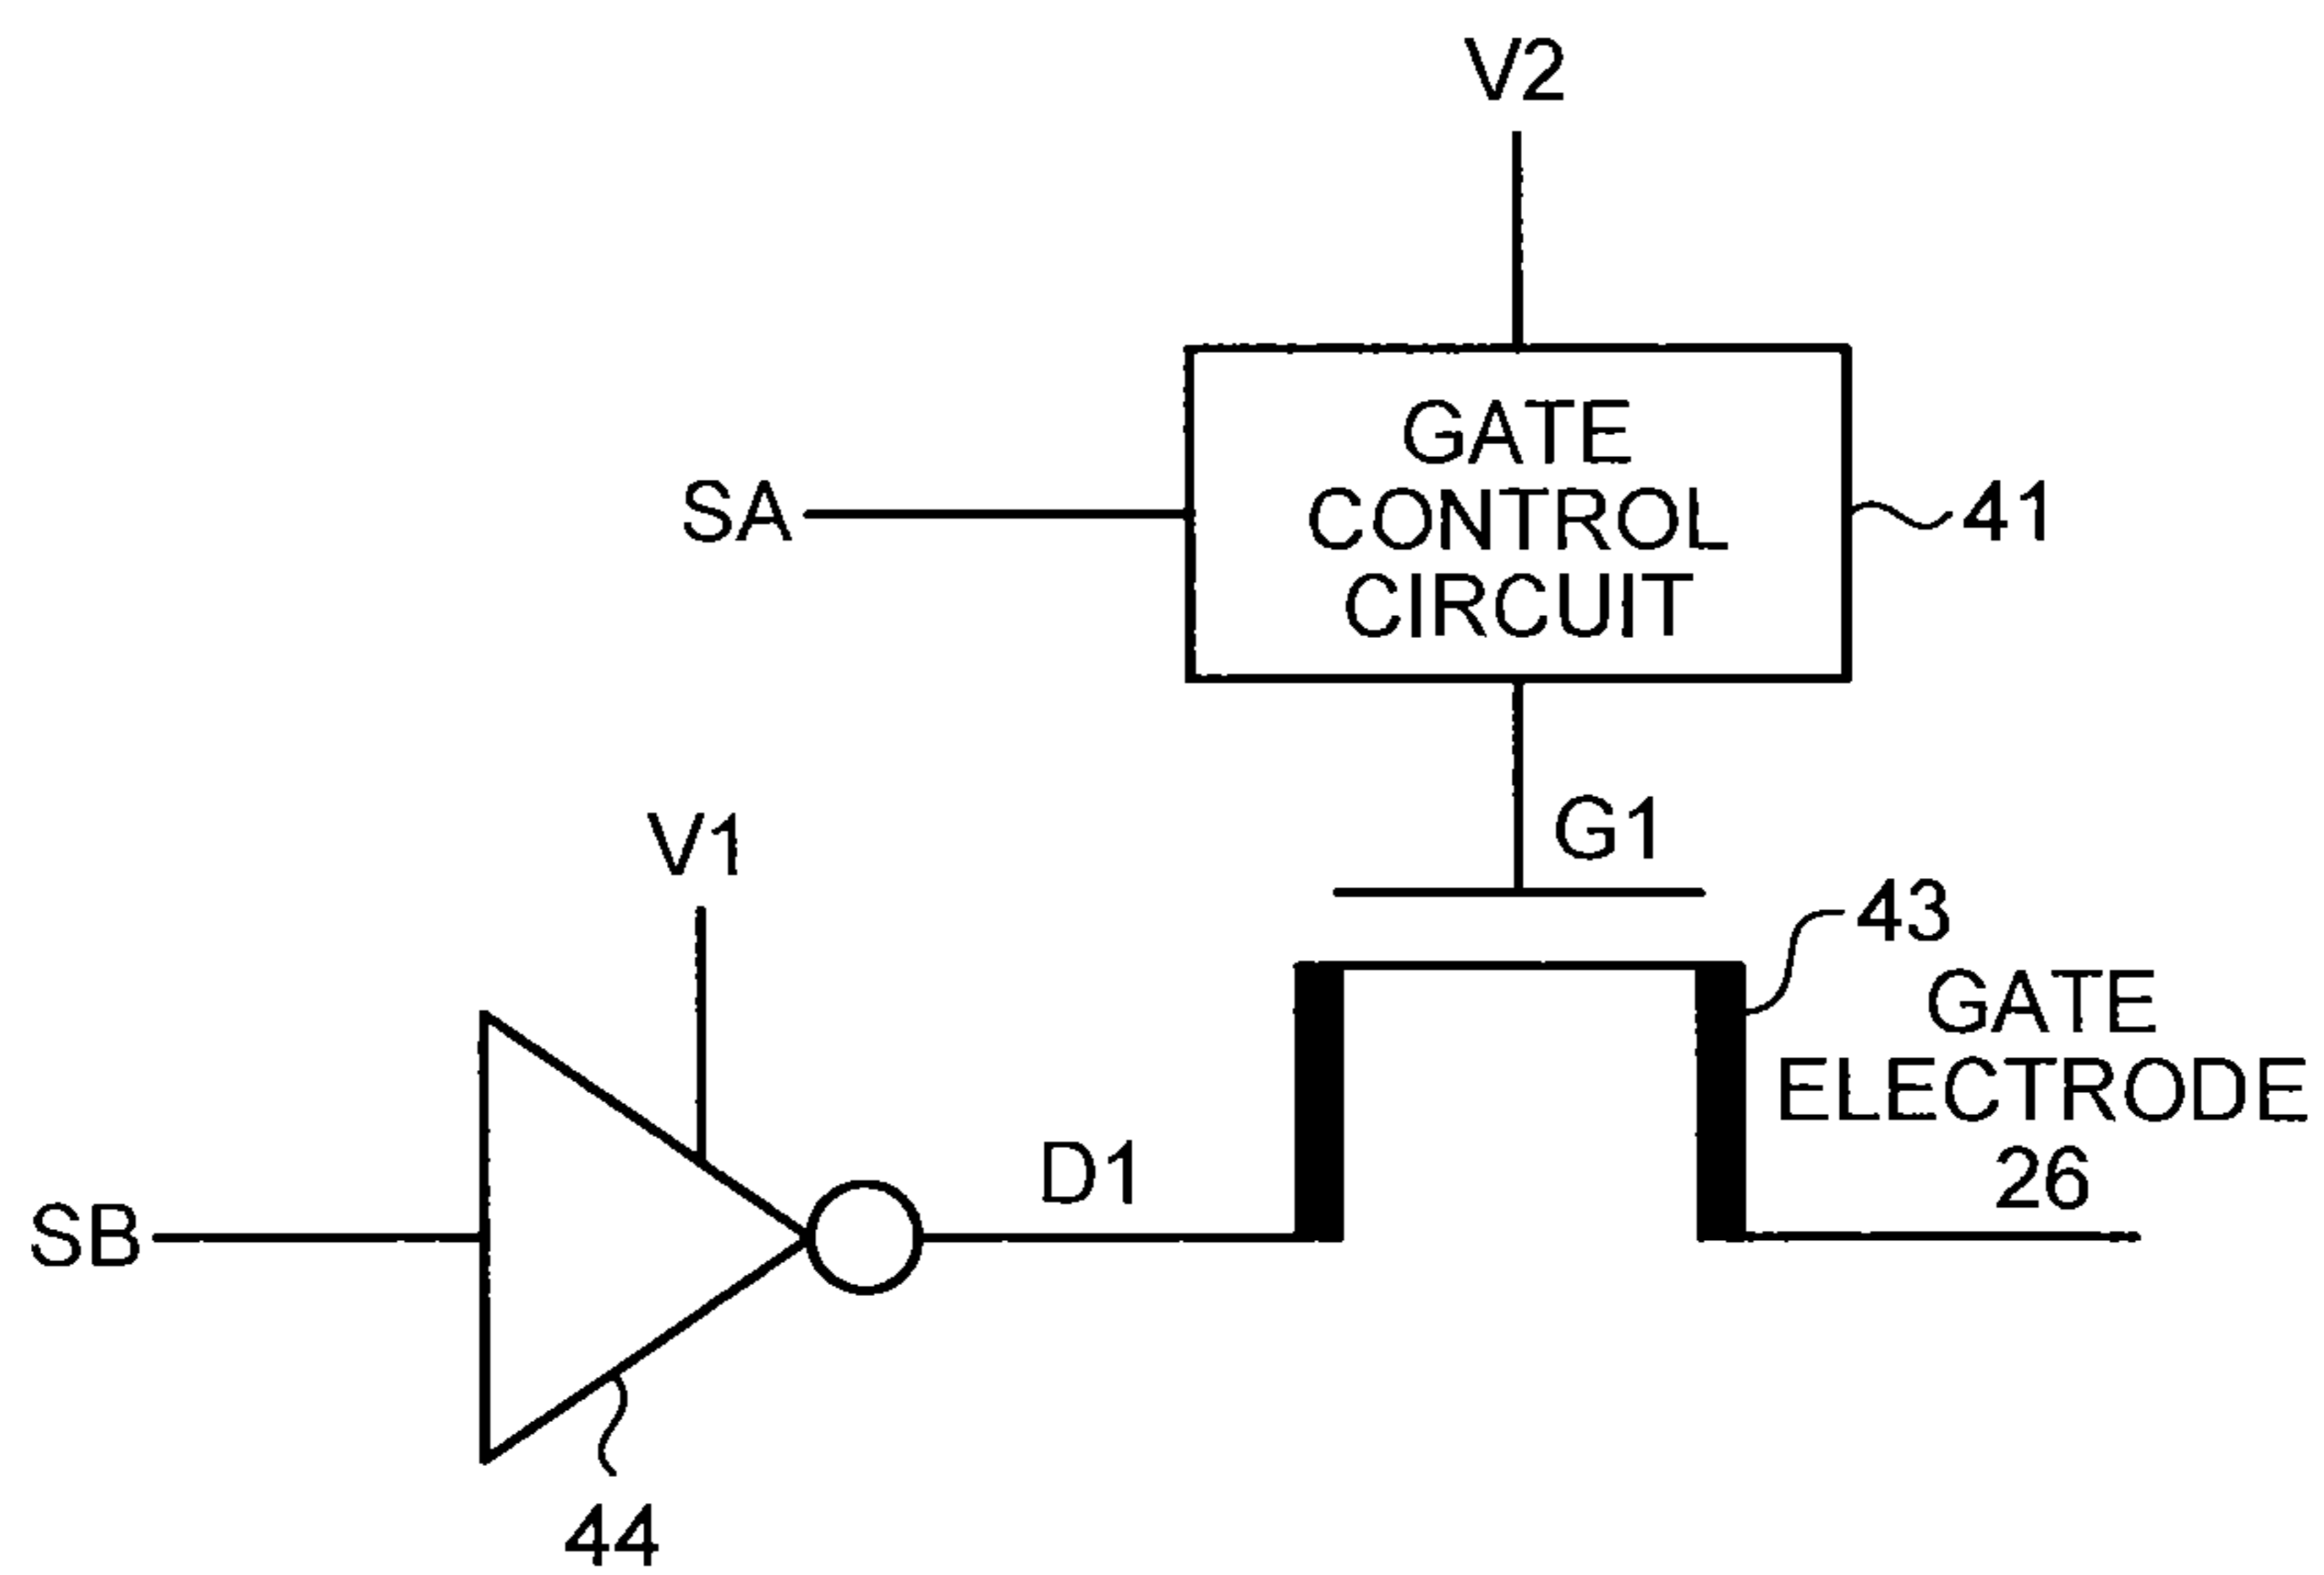 V2
GATE
CONTROL
CIRCUIT
SA
41
G1
V1
43
GATE
ELECTRODE
26
D1
SB
44